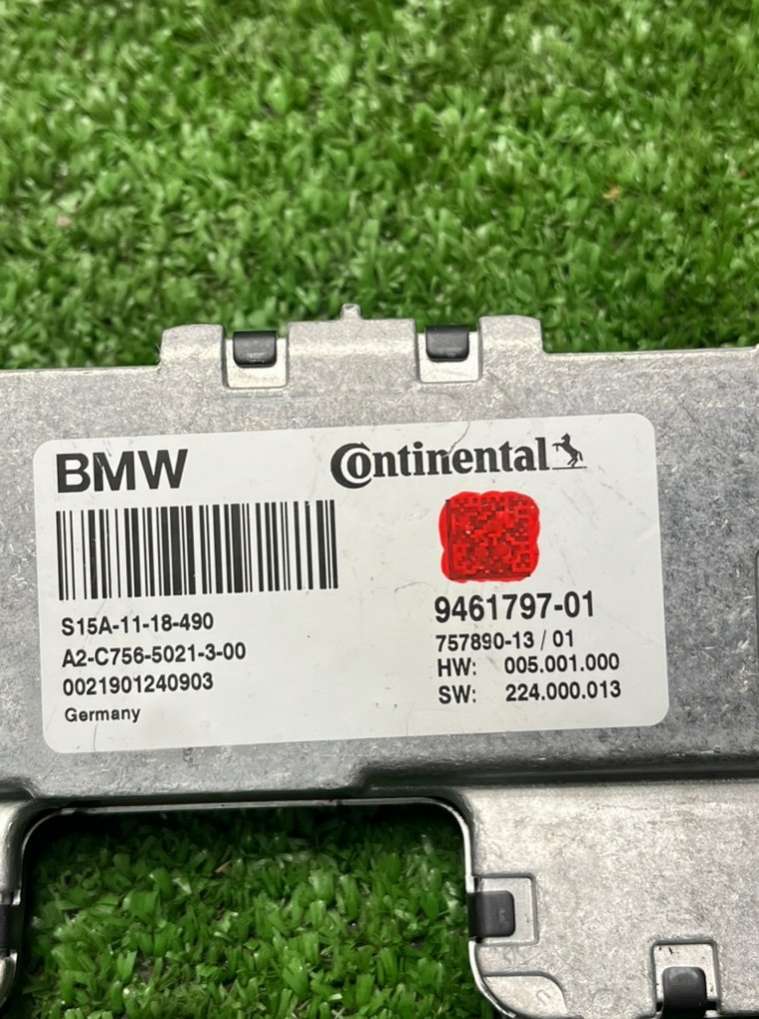 BMW
Continental
S15A-11-18-490
A2-C756-5021-3-00
0021901240903
Germany
9461797-01
757890-13 / 01
HW: 005.001.000
SW: 224.000.013